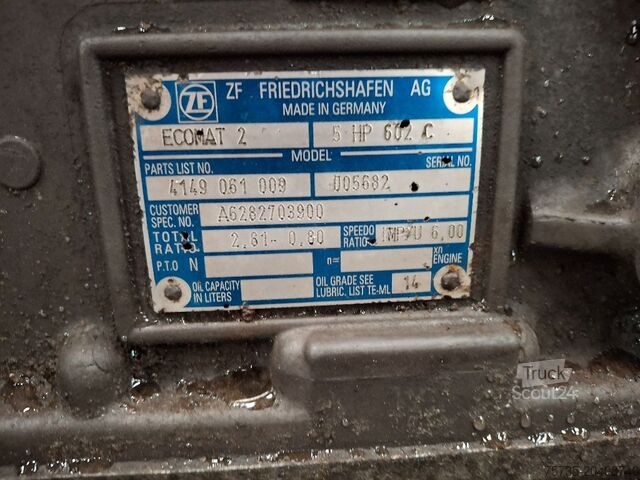 ZF FRIEDRICHSHAFEN AG
MADE IN GERMANY
ECOMAT 2 5 HP 602 C
MODEL
PARTS LIST NO. SERIAL NO.
4149 061 009 005682
CUSTOMER SPEC. NO. A6282703900
TOTAL RATIO 2,81- 0,80 SPEEDO RATIO IMP/U 6,00
P.T.O N n= xn ENGINE
OIL CAPACITY IN LITERS OIL GRADE SEE LUBRIC. LIST TE-ML 14
Truck
Scout24